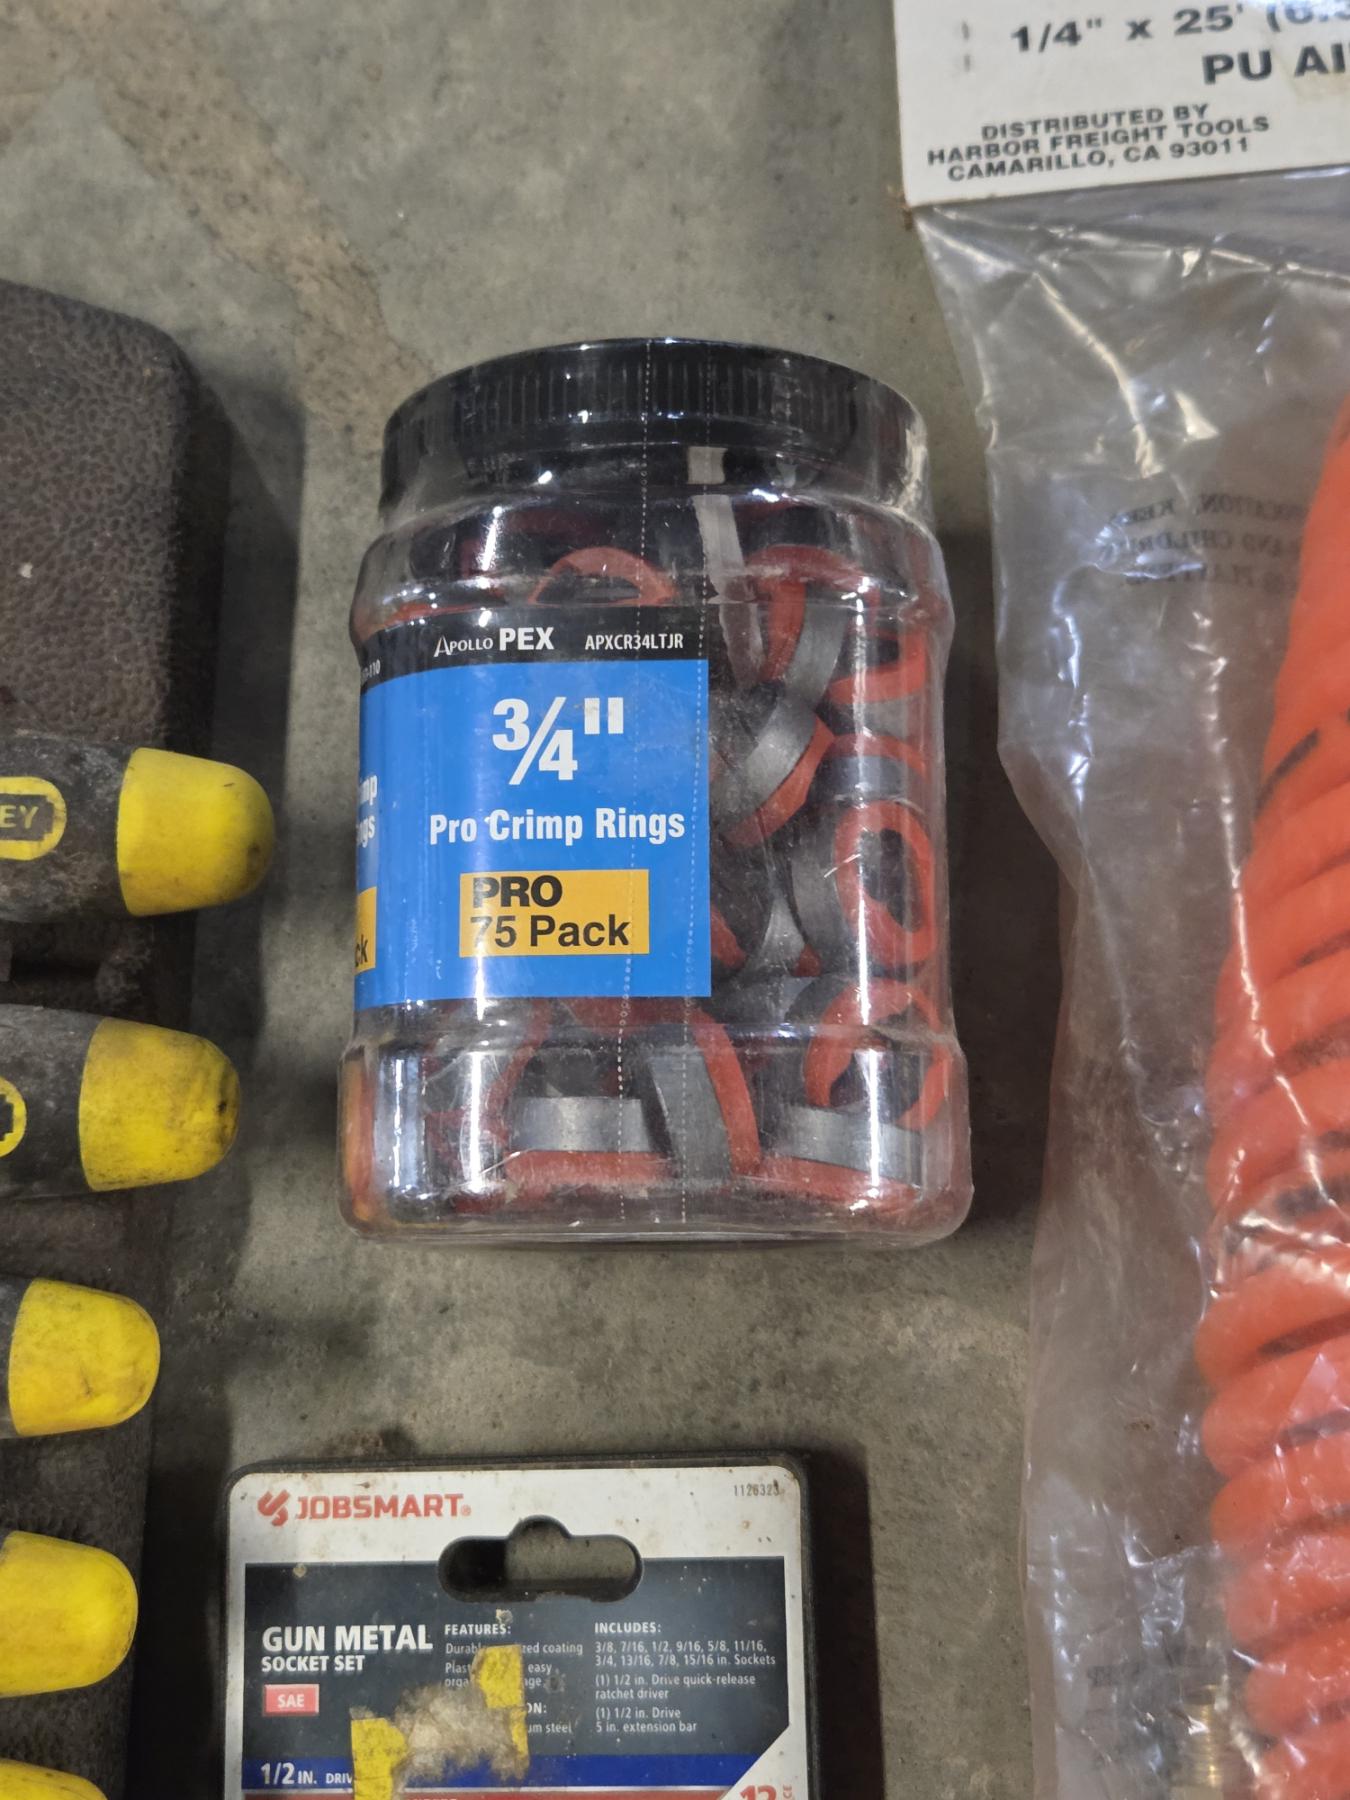 1/4" x 25'
PU
DISTRIBUTED BY
HARBOR FREIGHT TOOLS
CAMARILLO, CA 93011
APOLLO PEX APXCR34LTJR
3/4"
Pro Crimp Rings
PRO
75 Pack
JOBSMART®
1126323
GUN METAL
SOCKET SET
SAE
FEATURES:
coating
easy
steel
INCLUDES:
3/8, 7/16, 1/2, 9/16, 5/8, 11/16,
3/4, 13/16, 7/8, 15/16 in. Sockets
(1) 1/2 in. Drive quick-release
ratchet driver
(1) 1/2 in. Drive
5 in. extension bar
1/2 IN.